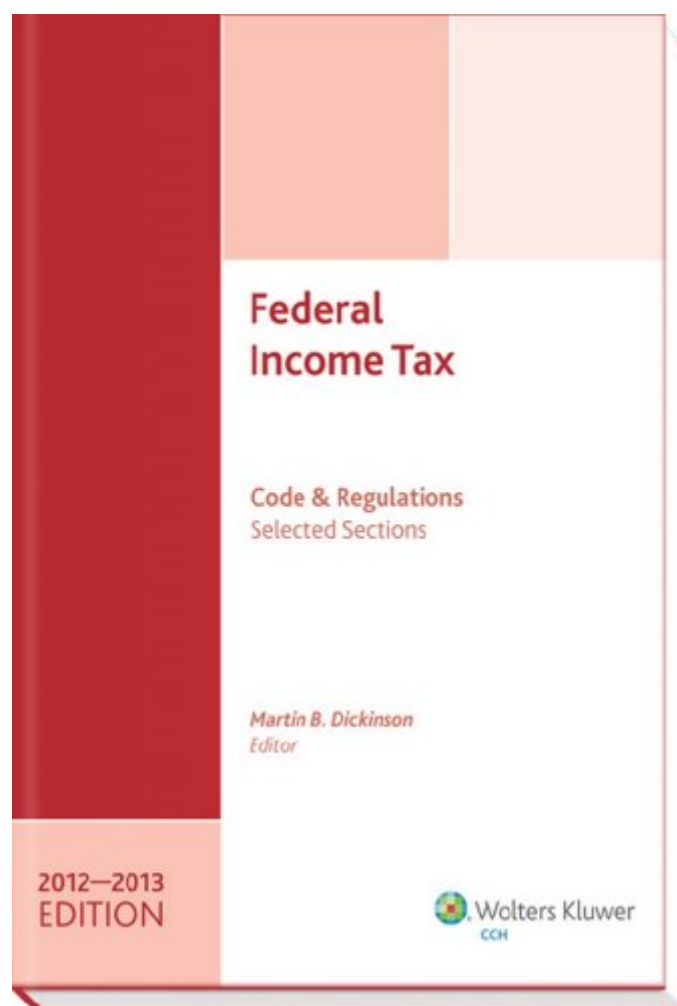 Federal
Income Tax
Code & Regulations
Selected Sections
Martin B. Dickinson
Editor
2012—2013
EDITION
Wolters Kluwer
CCH